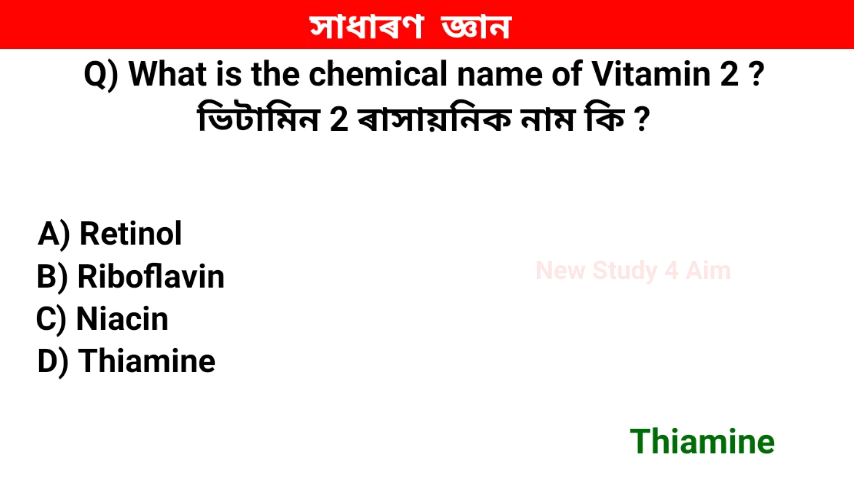 সাধাৰণ জ্ঞান
Q) What is the chemical name of Vitamin 2 ?
ভিটামিন 2 ৰাসায়নিক নাম কি ?
A) Retinol
B) Riboflavin
New Study 4 Aim
C) Niacin
D) Thiamine
Thiamine